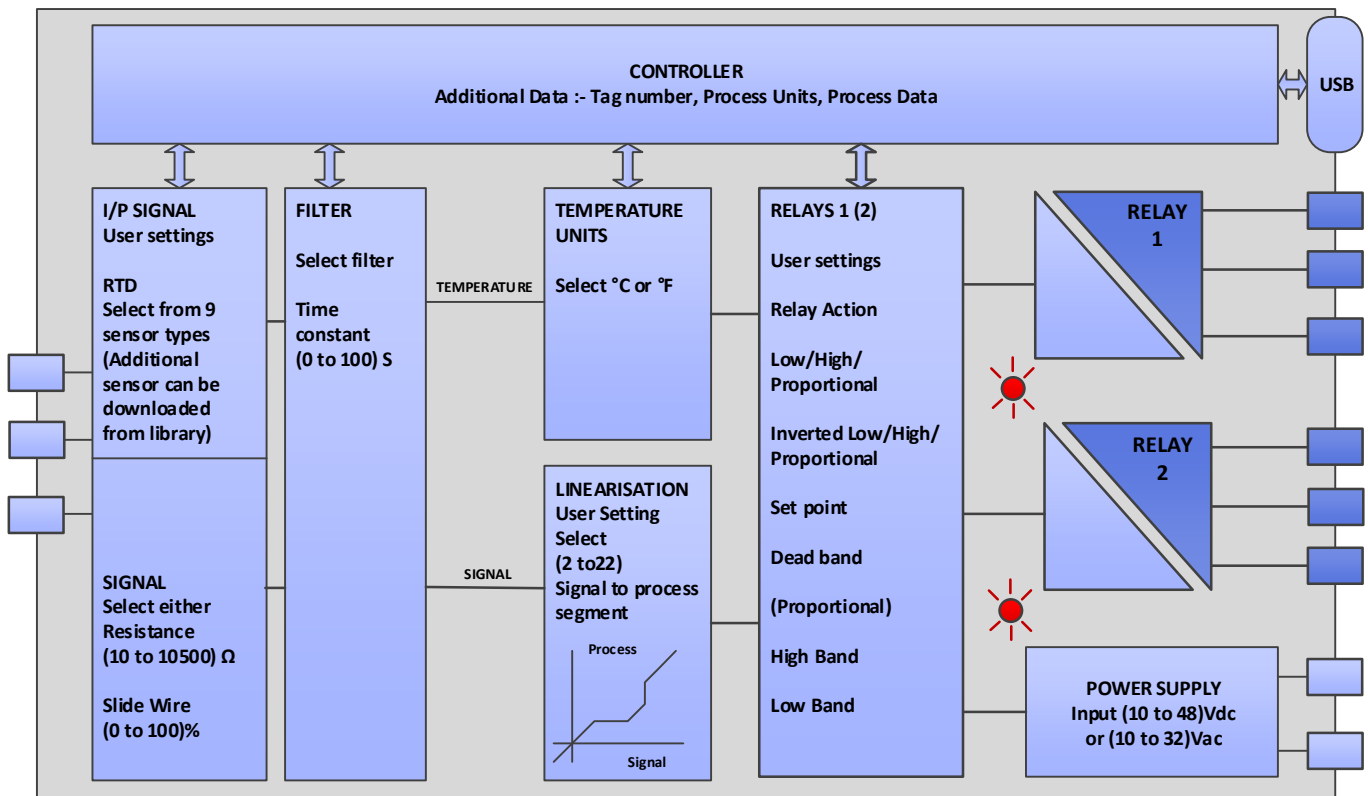 CONTROLLER
Additional Data :- Tag number, Process Units, Process Data
USB
I/P SIGNAL
User settings
RTD
Select from 9
sensor types
(Additional
sensor can be
downloaded
from library)
SIGNAL
Select either
Resistance
(10 to 10500) Ω
Slide Wire
(0 to 100)%
FILTER
Select filter
Time
constant
(0 to 100) S
TEMPERATURE
SIGNAL
TEMPERATURE
UNITS
Select °C or °F
LINEARISATION
User Setting
Select
(2 to22)
Signal to process
segment
Process
Signal
RELAYS 1 (2)
User settings
Relay Action
Low/High/
Proportional
Inverted Low/High/
Proportional
Set point
Dead band
(Proportional)
High Band
Low Band
RELAY
1
RELAY
2
POWER SUPPLY
Input (10 to 48)Vdc
or (10 to 32)Vac